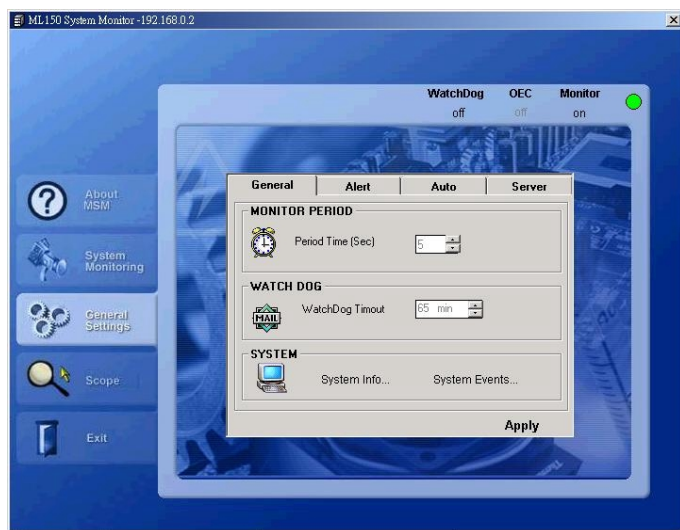 ML150 System Monitor -192.168.0.2
WatchDog OEC Monitor
off off on
About
MSM
System
Monitoring
General
Settings
Scope
Exit
General Alert Auto Server
MONITOR PERIOD
Period Time (Sec) 5
WATCH DOG
MAIL WatchDog Timout 65 min
SYSTEM
System Info... System Events...
Apply